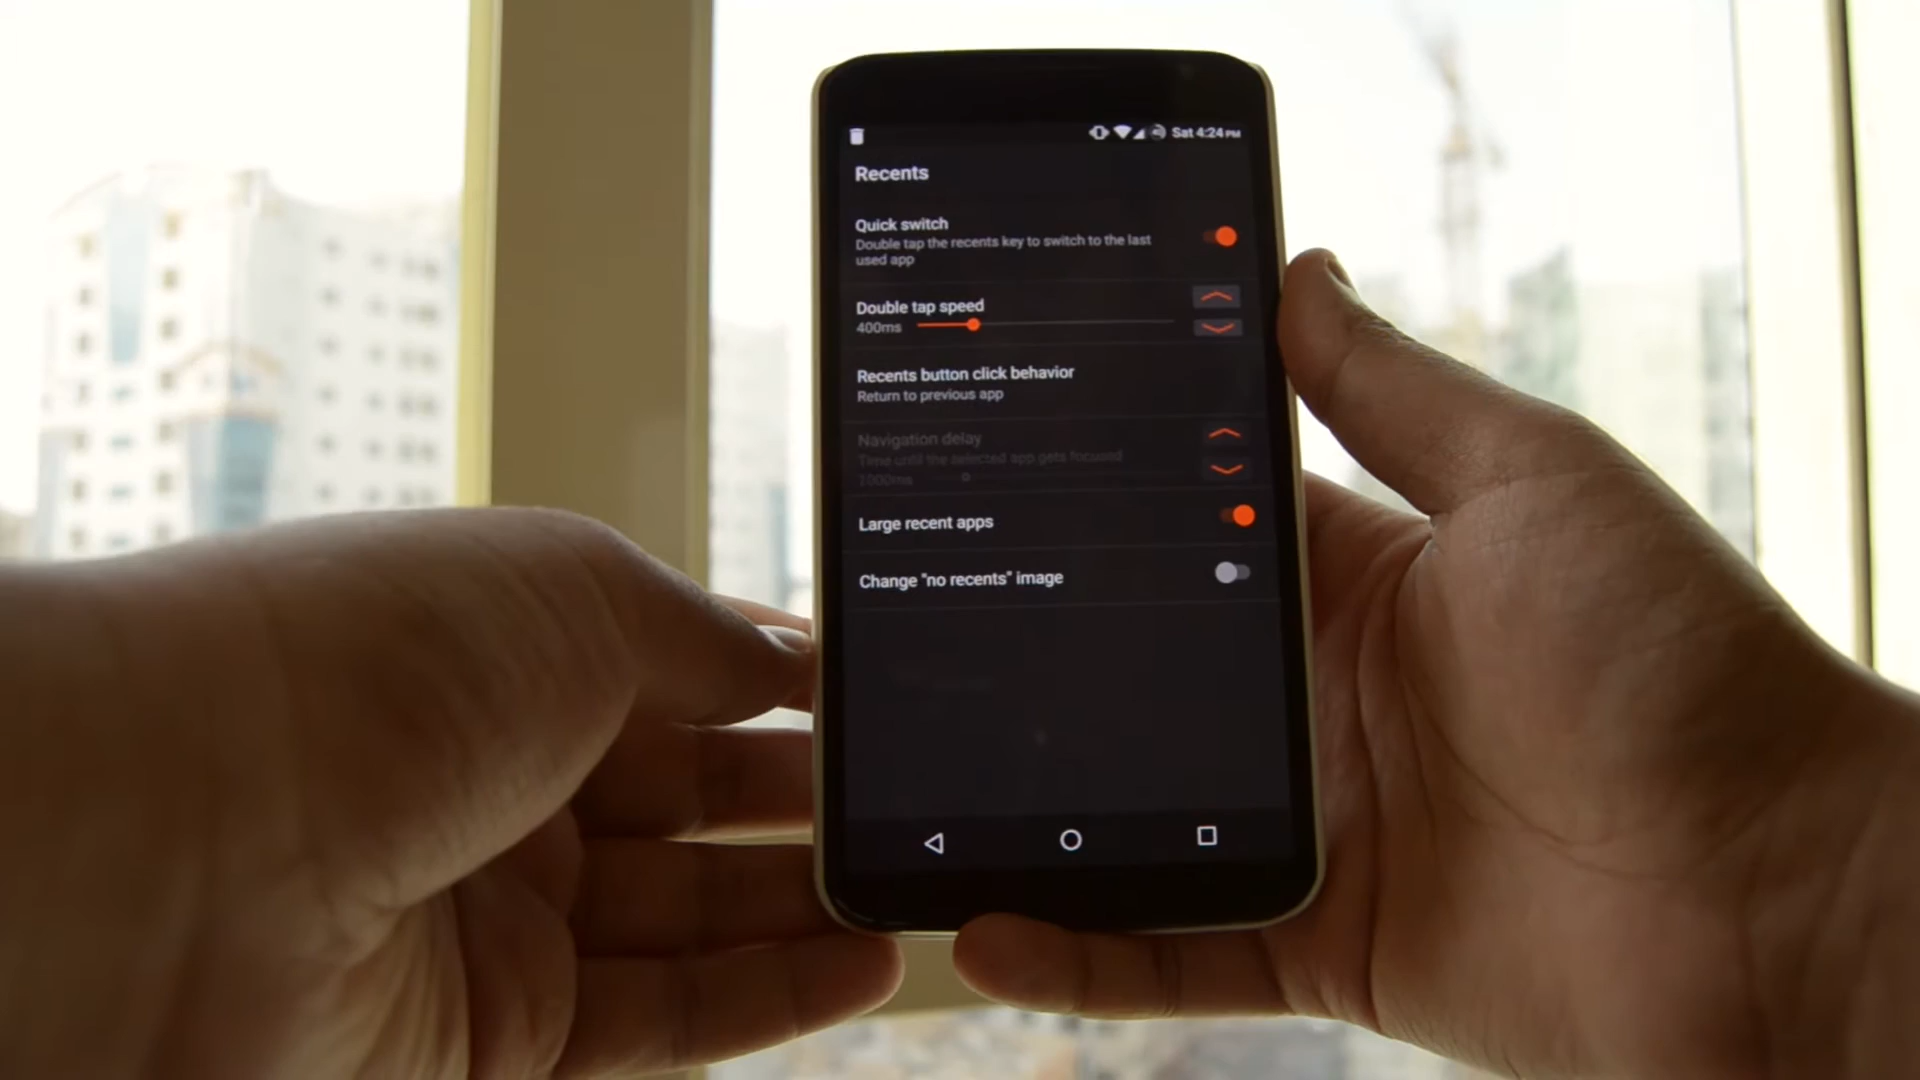 Sat 4:24 PM
Recents
Quick switch
Double tap the recents key to switch to the last
used app
Double tap speed
400ms
Recents button click behavior
Return to previous app
Navigation delay
Time until the selected app gets focused
1000ms
Large recent apps
Change "no recents" image